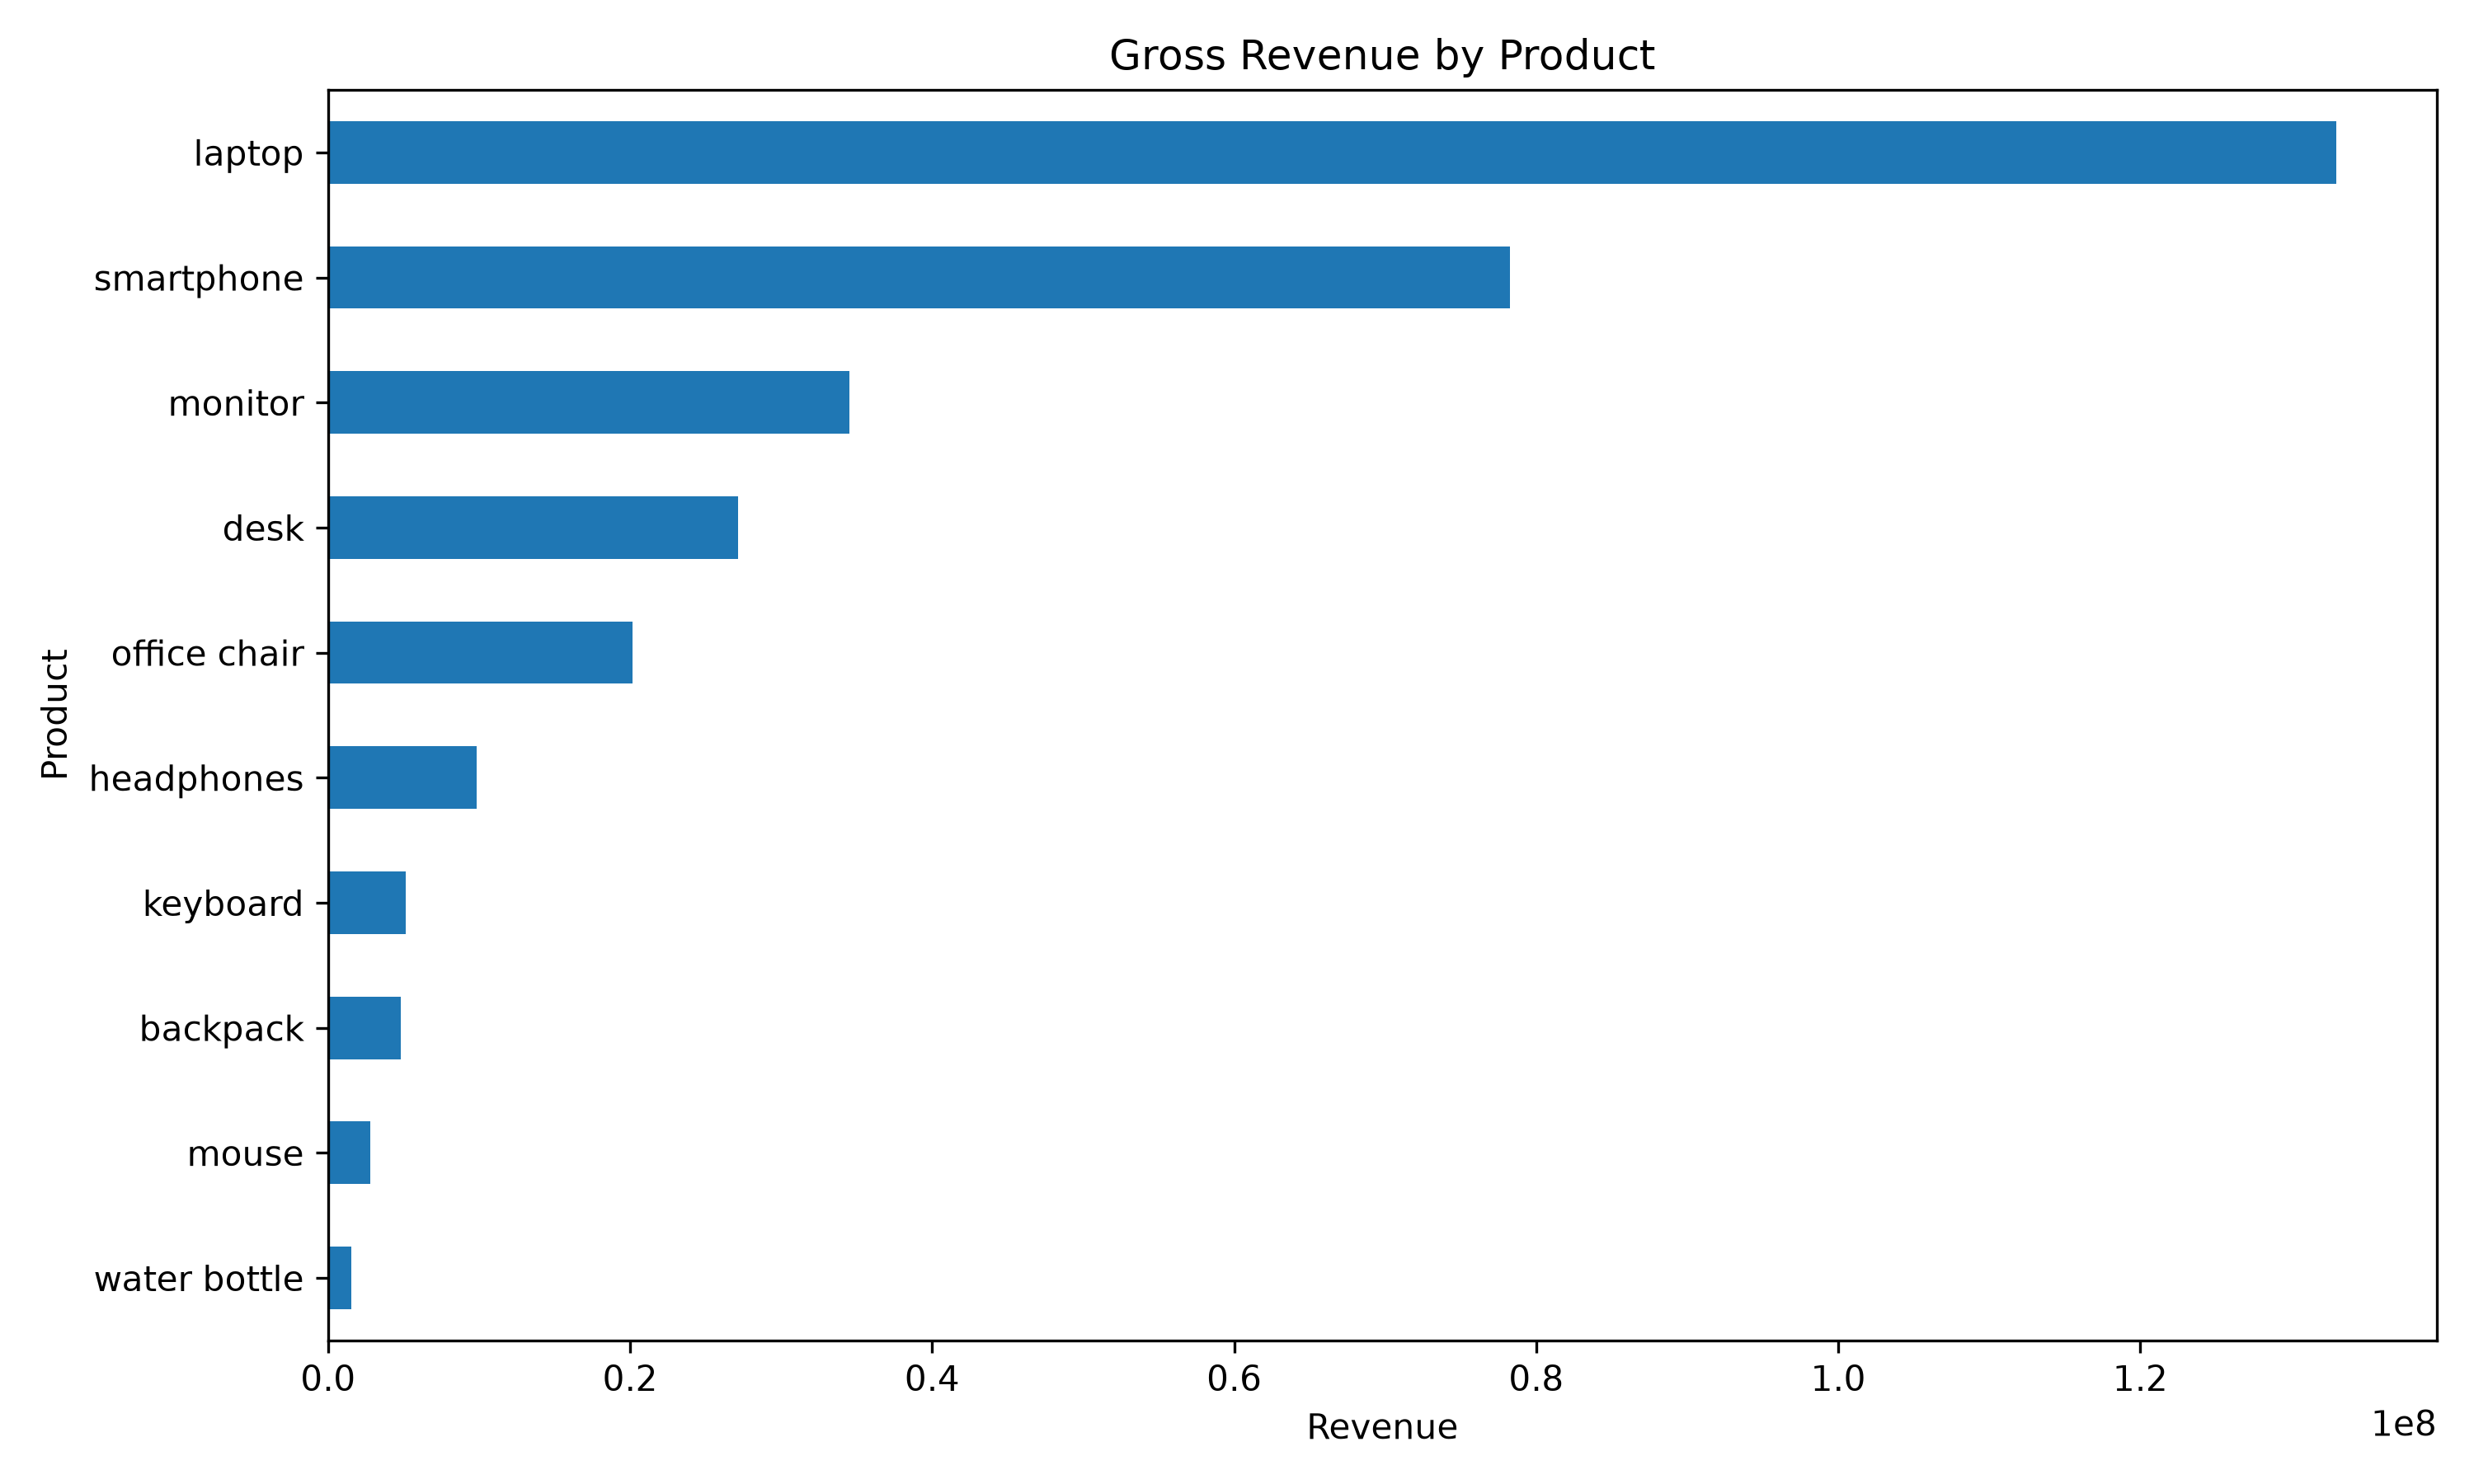 Gross Revenue by Product
laptop
smartphone
monitor
desk
office chair
headphones
keyboard
backpack
mouse
water bottle
Product
0.0 0.2 0.4 0.6 0.8 1.0 1.2
Revenue
1e8